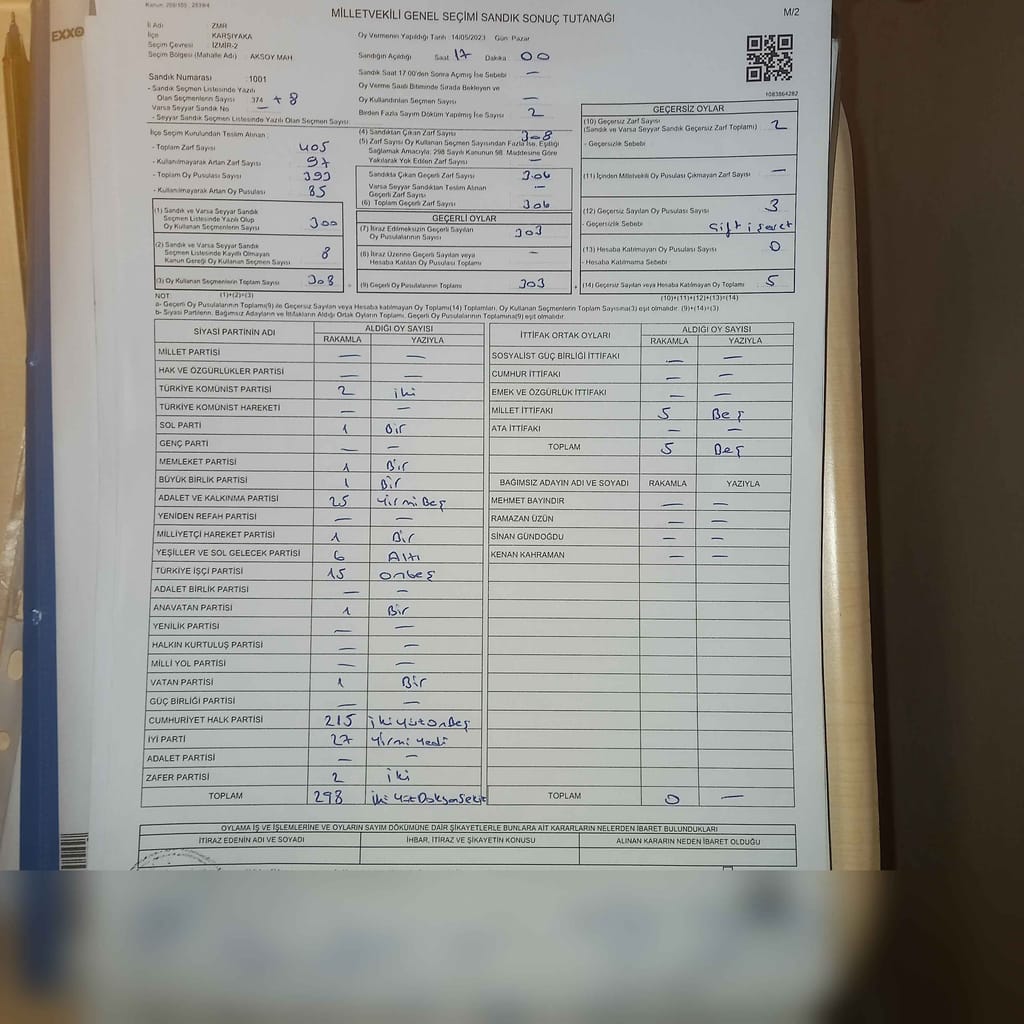 Kanun: 298/105 , 2839/4
MİLLETVEKİLİ GENEL SEÇİMİ SANDIK SONUÇ TUTANAĞI
M/2
EXXO
İl Adı : ZMR
İlçe : KARŞIYAKA
Seçim Çevresi : İZMİR-2
Seçim Bölgesi (Mahalle Adı) : AKSOY MAH
Sandık Numarası :1001
- Sandık Seçmen Listesinde Yazılı
Olan Seçmenlerin Sayısı 374 + 8
Varsa Seyyar Sandık No —
- Seyyar Sandık Seçmen Listesinde Yazılı Olan Seçmen Sayısı:
Oy Vermenin Yapıldığı Tarih :14/05/2023 Gün: Pazar
Sandığın Açıldığı Saat 17 Dakika 00
Sandık Saat 17.00'den Sonra Açımış İse Sebebi —
Oy Verme Saati Bitiminde Sırada Bekleyen ve
Oy Kullandırılan Seçmen Sayısı —
Birden Fazla Sayım Döküm Yapılmış İse Sayısı 2
1083864282
İlçe Seçim Kurulundan Teslim Alınan :
- Toplam Zarf Sayısı 405
- Kullanılmayarak Artan Zarf Sayısı 97
- Toplam Oy Pusulası Sayısı 393
- Kullanılmayarak Artan Oy Pusulası 85
(1) Sandık ve Varsa Seyyar Sandık
Seçmen Listesinde Yazılı Olup
Oy Kullanan Seçmenlerin Sayısı 300
(2) Sandık ve Varsa Seyyar Sandık
Seçmen Listesinde Kayıtlı Olmayan
Kanun Gereği Oy Kullanan Seçmen Sayısı 8
(3) Oy Kullanan Seçmenlerin Toplam Sayısı 308
(4) Sandıktan Çıkan Zarf Sayısı 308
(5) Zarf Sayısı Oy Kullanan Seçmen Sayısından Fazla İse, Eşitliği
Sağlamak Amacıyla; 298 Sayılı Kanunun 98. Maddesine Göre
Yakılarak Yok Edilen Zarf Sayısı —
Sandıkta Çıkan Geçerli Zarf Sayısı 306
Varsa Seyyar Sandıktan Teslim Alınan
Geçerli Zarf Sayısı —
(6) Toplam Geçerli Zarf Sayısı 306
GEÇERLİ OYLAR
(7) İtiraz Edilmeksizin Geçerli Sayılan
Oy Pusulalarının Sayısı 303
(8) İtiraz Üzerine Geçerli Sayılan veya
Hesaba Katılan Oy Pusulası Toplamı —
(9) Geçerli Oy Pusulalarının Toplamı 303
GEÇERSİZ OYLAR
(10) Geçersiz Zarf Sayısı 2
(Sandık ve Varsa Seyyar Sandık Geçersiz Zarf Toplamı)
- Geçersizlik Sebebi
(11) İçinden Milletvekili Oy Pusulası Çıkmayan Zarf Sayısı —
(12) Geçersiz Sayılan Oy Pusulası Sayısı 3
- Geçersizlik Sebebi : Çift işaret
(13) Hesaba Katılmayan Oy Pusulası Sayısı 0
- Hesaba Katılmama Sebebi
(14) Geçersiz Sayılan veya Hesaba Katılmayan Oy Toplamı 5
NOT: (1)+(2)=(3) (10)+(11)+(12)+(13)=(14)
a- Geçerli Oy Pusulalarının Toplamı(9) ile Geçersiz Sayılan veya Hesaba katılmayan Oy Toplamı(14) Toplamları, Oy Kullanan Seçmenlerin Toplam Sayısına(3) eşit olmalıdır. (9)+(14)=(3)
b- Siyasi Partilerin, Bağımsız Adayların ve İttifakların Aldığı Ortak Oyların Toplamı, Geçerli Oy Pusulalarının Toplamına(9) eşit olmalıdır.
SİYASİ PARTİNİN ADI ALDIĞI OY SAYISI
RAKAMLA YAZIYLA
MİLLET PARTİSİ — —
HAK VE ÖZGÜRLÜKLER PARTİSİ — —
TÜRKİYE KOMÜNİST PARTİSİ 2 iki
TÜRKİYE KOMÜNİST HAREKETİ — —
SOL PARTİ 1 Bir
GENÇ PARTİ — —
MEMLEKET PARTİSİ 1 Bir
BÜYÜK BİRLİK PARTİSİ 1 Bir
ADALET VE KALKINMA PARTİSİ 25 YirmiBeş
YENİDEN REFAH PARTİSİ — —
MİLLİYETÇİ HAREKET PARTİSİ 1 Bir
YEŞİLLER VE SOL GELECEK PARTİSİ 6 Altı
TÜRKİYE İŞÇİ PARTİSİ 15 onbeş
ADALET BİRLİK PARTİSİ — —
ANAVATAN PARTİSİ 1 Bir
YENİLİK PARTİSİ — —
HALKIN KURTULUŞ PARTİSİ — —
MİLLİ YOL PARTİSİ — —
VATAN PARTİSİ 1 Bir
GÜÇ BİRLİĞİ PARTİSİ — —
CUMHURİYET HALK PARTİSİ 215 ikiyüzonBeş
İYİ PARTİ 27 Yirmi Yedi
ADALET PARTİSİ — —
ZAFER PARTİSİ 2 iki
TOPLAM 298 iki YüzDoksanSekiz
İTTİFAK ORTAK OYLARI ALDIĞI OY SAYISI
RAKAMLA YAZIYLA
SOSYALİST GÜÇ BİRLİĞİ İTTİFAKI — —
CUMHUR İTTİFAKI — —
EMEK VE ÖZGÜRLÜK İTTİFAKI — —
MİLLET İTTİFAKI 5 Beş
ATA İTTİFAKI — —
TOPLAM 5 Beş
BAĞIMSIZ ADAYIN ADI VE SOYADI RAKAMLA YAZIYLA
MEHMET BAYINDIR — —
RAMAZAN ÜZÜN — —
SİNAN GÜNDOĞDU — —
KENAN KAHRAMAN — —
TOPLAM 0 —
OYLAMA İŞ VE İŞLEMLERİNE VE OYLARIN SAYIM DÖKÜMÜNE DAİR ŞİKAYETLERLE BUNLARA AİT KARARLARIN NELERDEN İBARET BULUNDUKLARI
İTİRAZ EDENİN ADI VE SOYADI İHBAR, İTİRAZ VE ŞİKAYETİN KONUSU ALINAN KARARIN NEDEN İBARET OLDUĞU